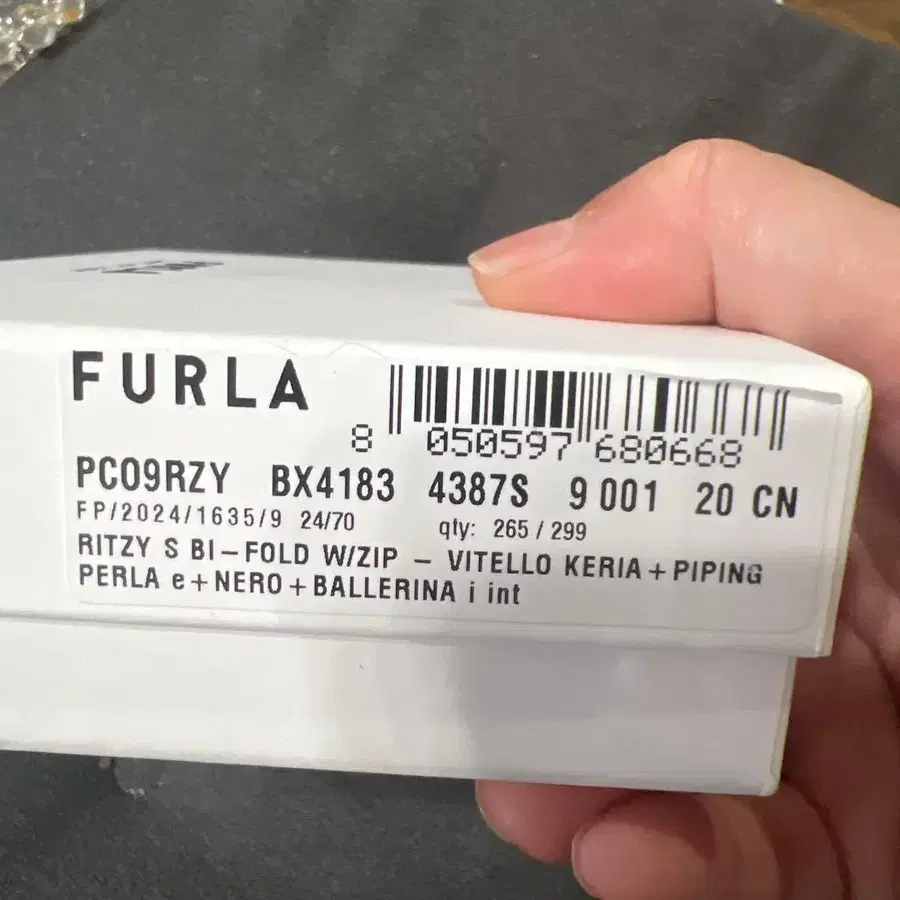 FURLA
8 050597 680668
PC09RZY BX4183 4387S 9 001 20 CN
FP/2024/1635/9 24/70 qty: 265 / 299
RITZY S BI-FOLD W/ZIP - VITELLO KERIA+PIPING
PERLA e+NERO+BALLERINA i int